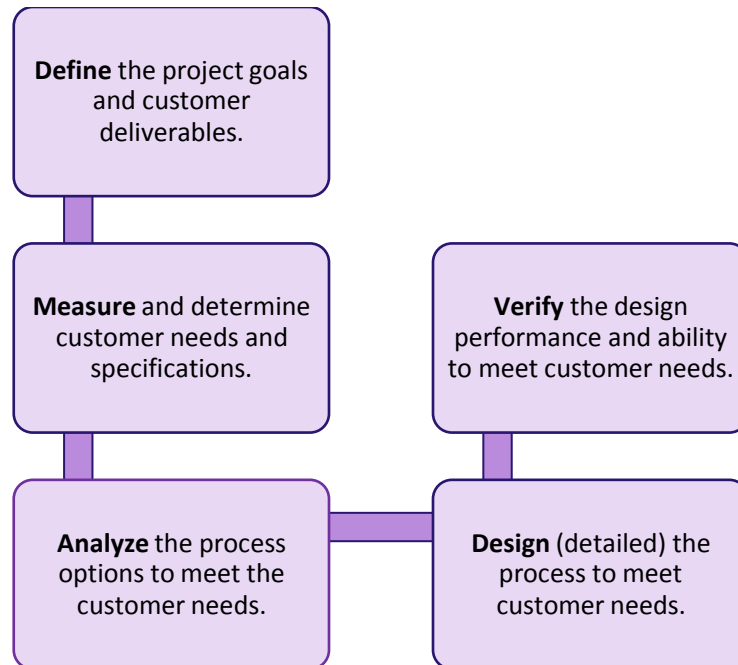 Define the project goals
and customer
deliverables.
Measure and determine
customer needs and
specifications.
Analyze the process
options to meet the
customer needs.
Design (detailed) the
process to meet
customer needs.
Verify the design
performance and ability
to meet customer needs.